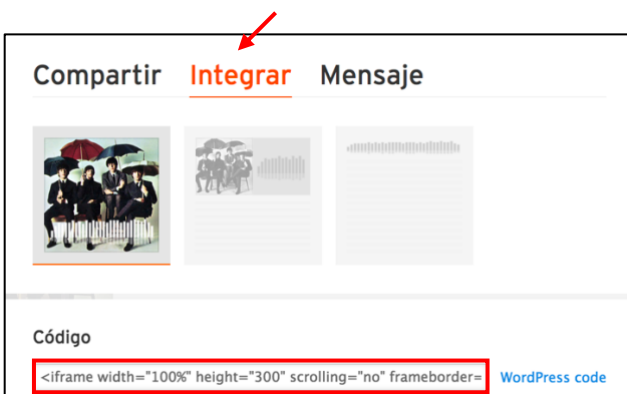 Compartir Integrar Mensaje
Código
<iframe width="100%" height="300" scrolling="no" frameborder=
WordPress code